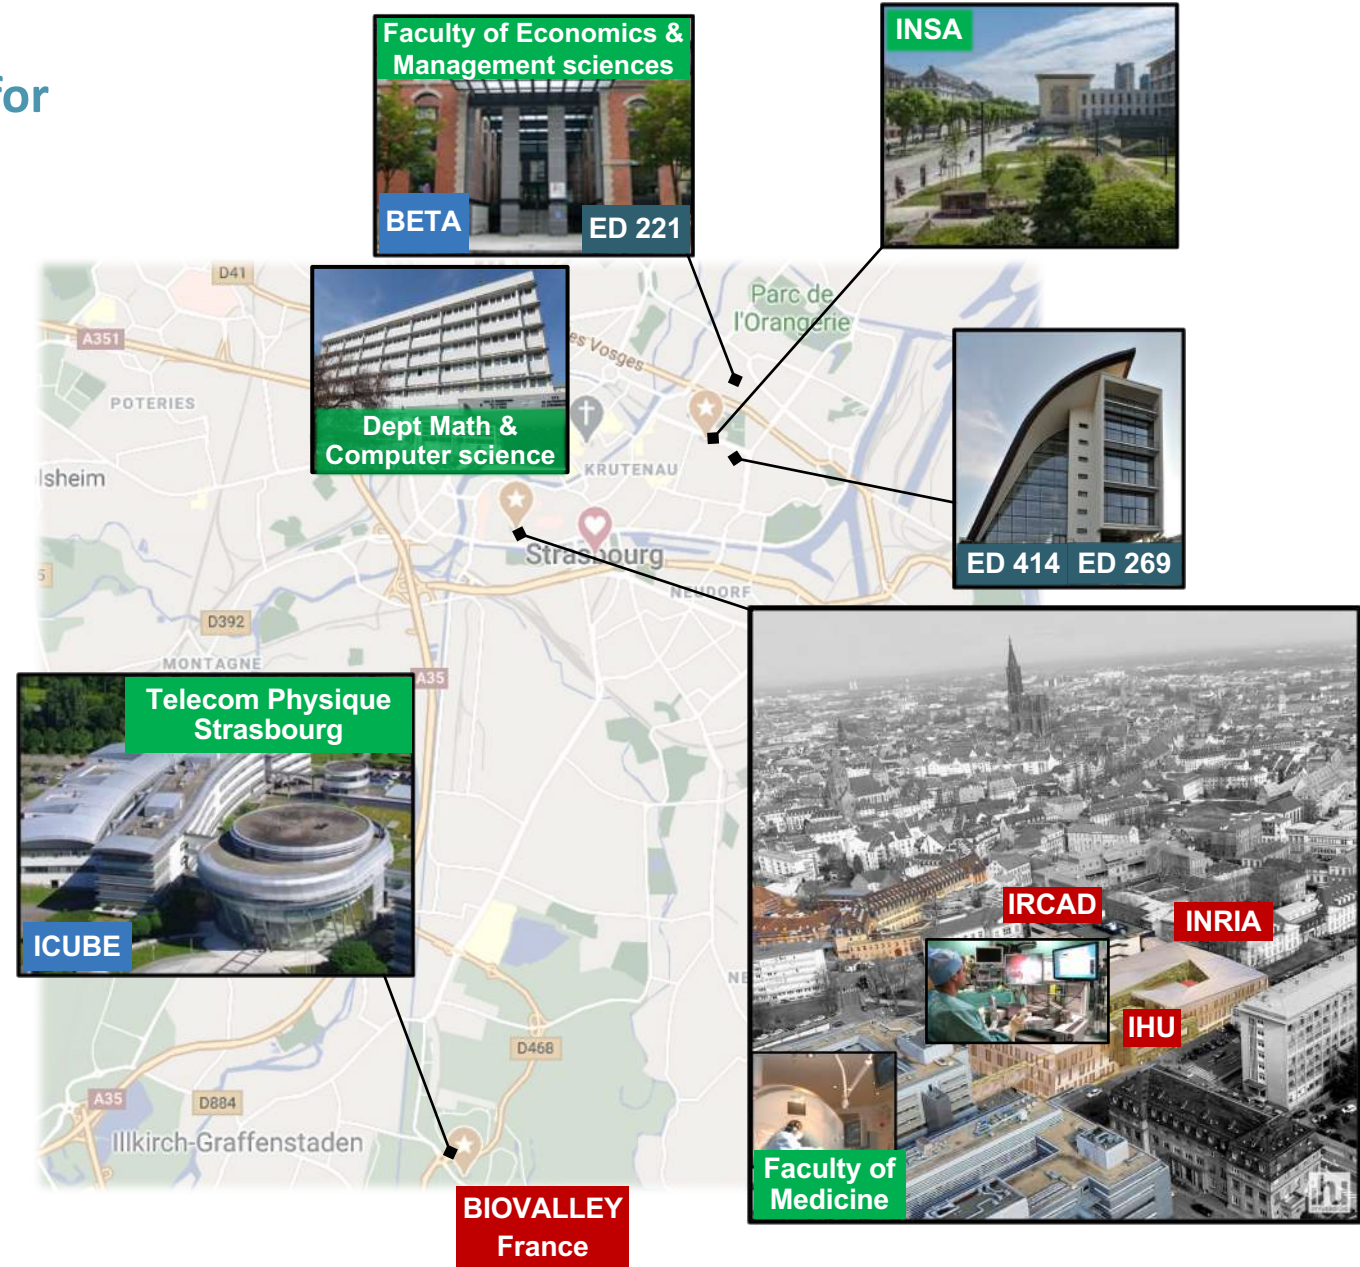 for
Faculty of Economics &
Management sciences
BETA
ED 221
INSA
D41
A351
POTERIES
Parc de
l'Orangerie
es Vosges
Dept Math &
Computer science
KRUTENAU
lsheim
Strasbourg
NEUDORF
ED 414
ED 269
5
D392
MONTAGNE
A35
Telecom Physique
Strasbourg
ICUBE
IRCAD
INRIA
NE
IHU
D468
A35
D884
Illkirch-Graffenstaden
Faculty of
Medicine
BIOVALLEY
France